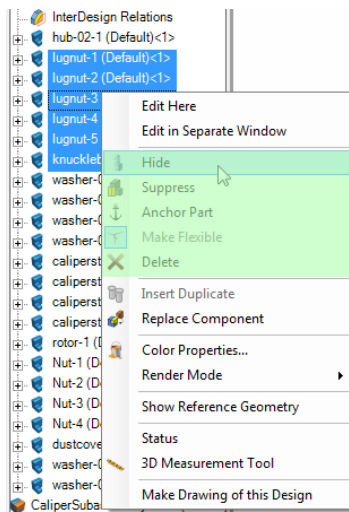 InterDesign Relations
hub-02-1 (Default)<1>
lugnut-1 (Default)<1>
lugnut-2 (Default)<1>
lugnut-3
lugnut-4
lugnut-5
knuckleb
washer-0
washer-0
washer-0
washer-0
caliperst
caliperst
caliperst
caliperst
rotor-1 (D
Nut-1 (De
Nut-2 (De
Nut-3 (De
Nut-4 (De
dustcove
washer-0
washer-0
CaliperSubas
Edit Here
Edit in Separate Window
Hide
Suppress
Anchor Part
Make Flexible
Delete
Insert Duplicate
Replace Component
Color Properties...
Render Mode
Show Reference Geometry
Status
3D Measurement Tool
Make Drawing of this Design